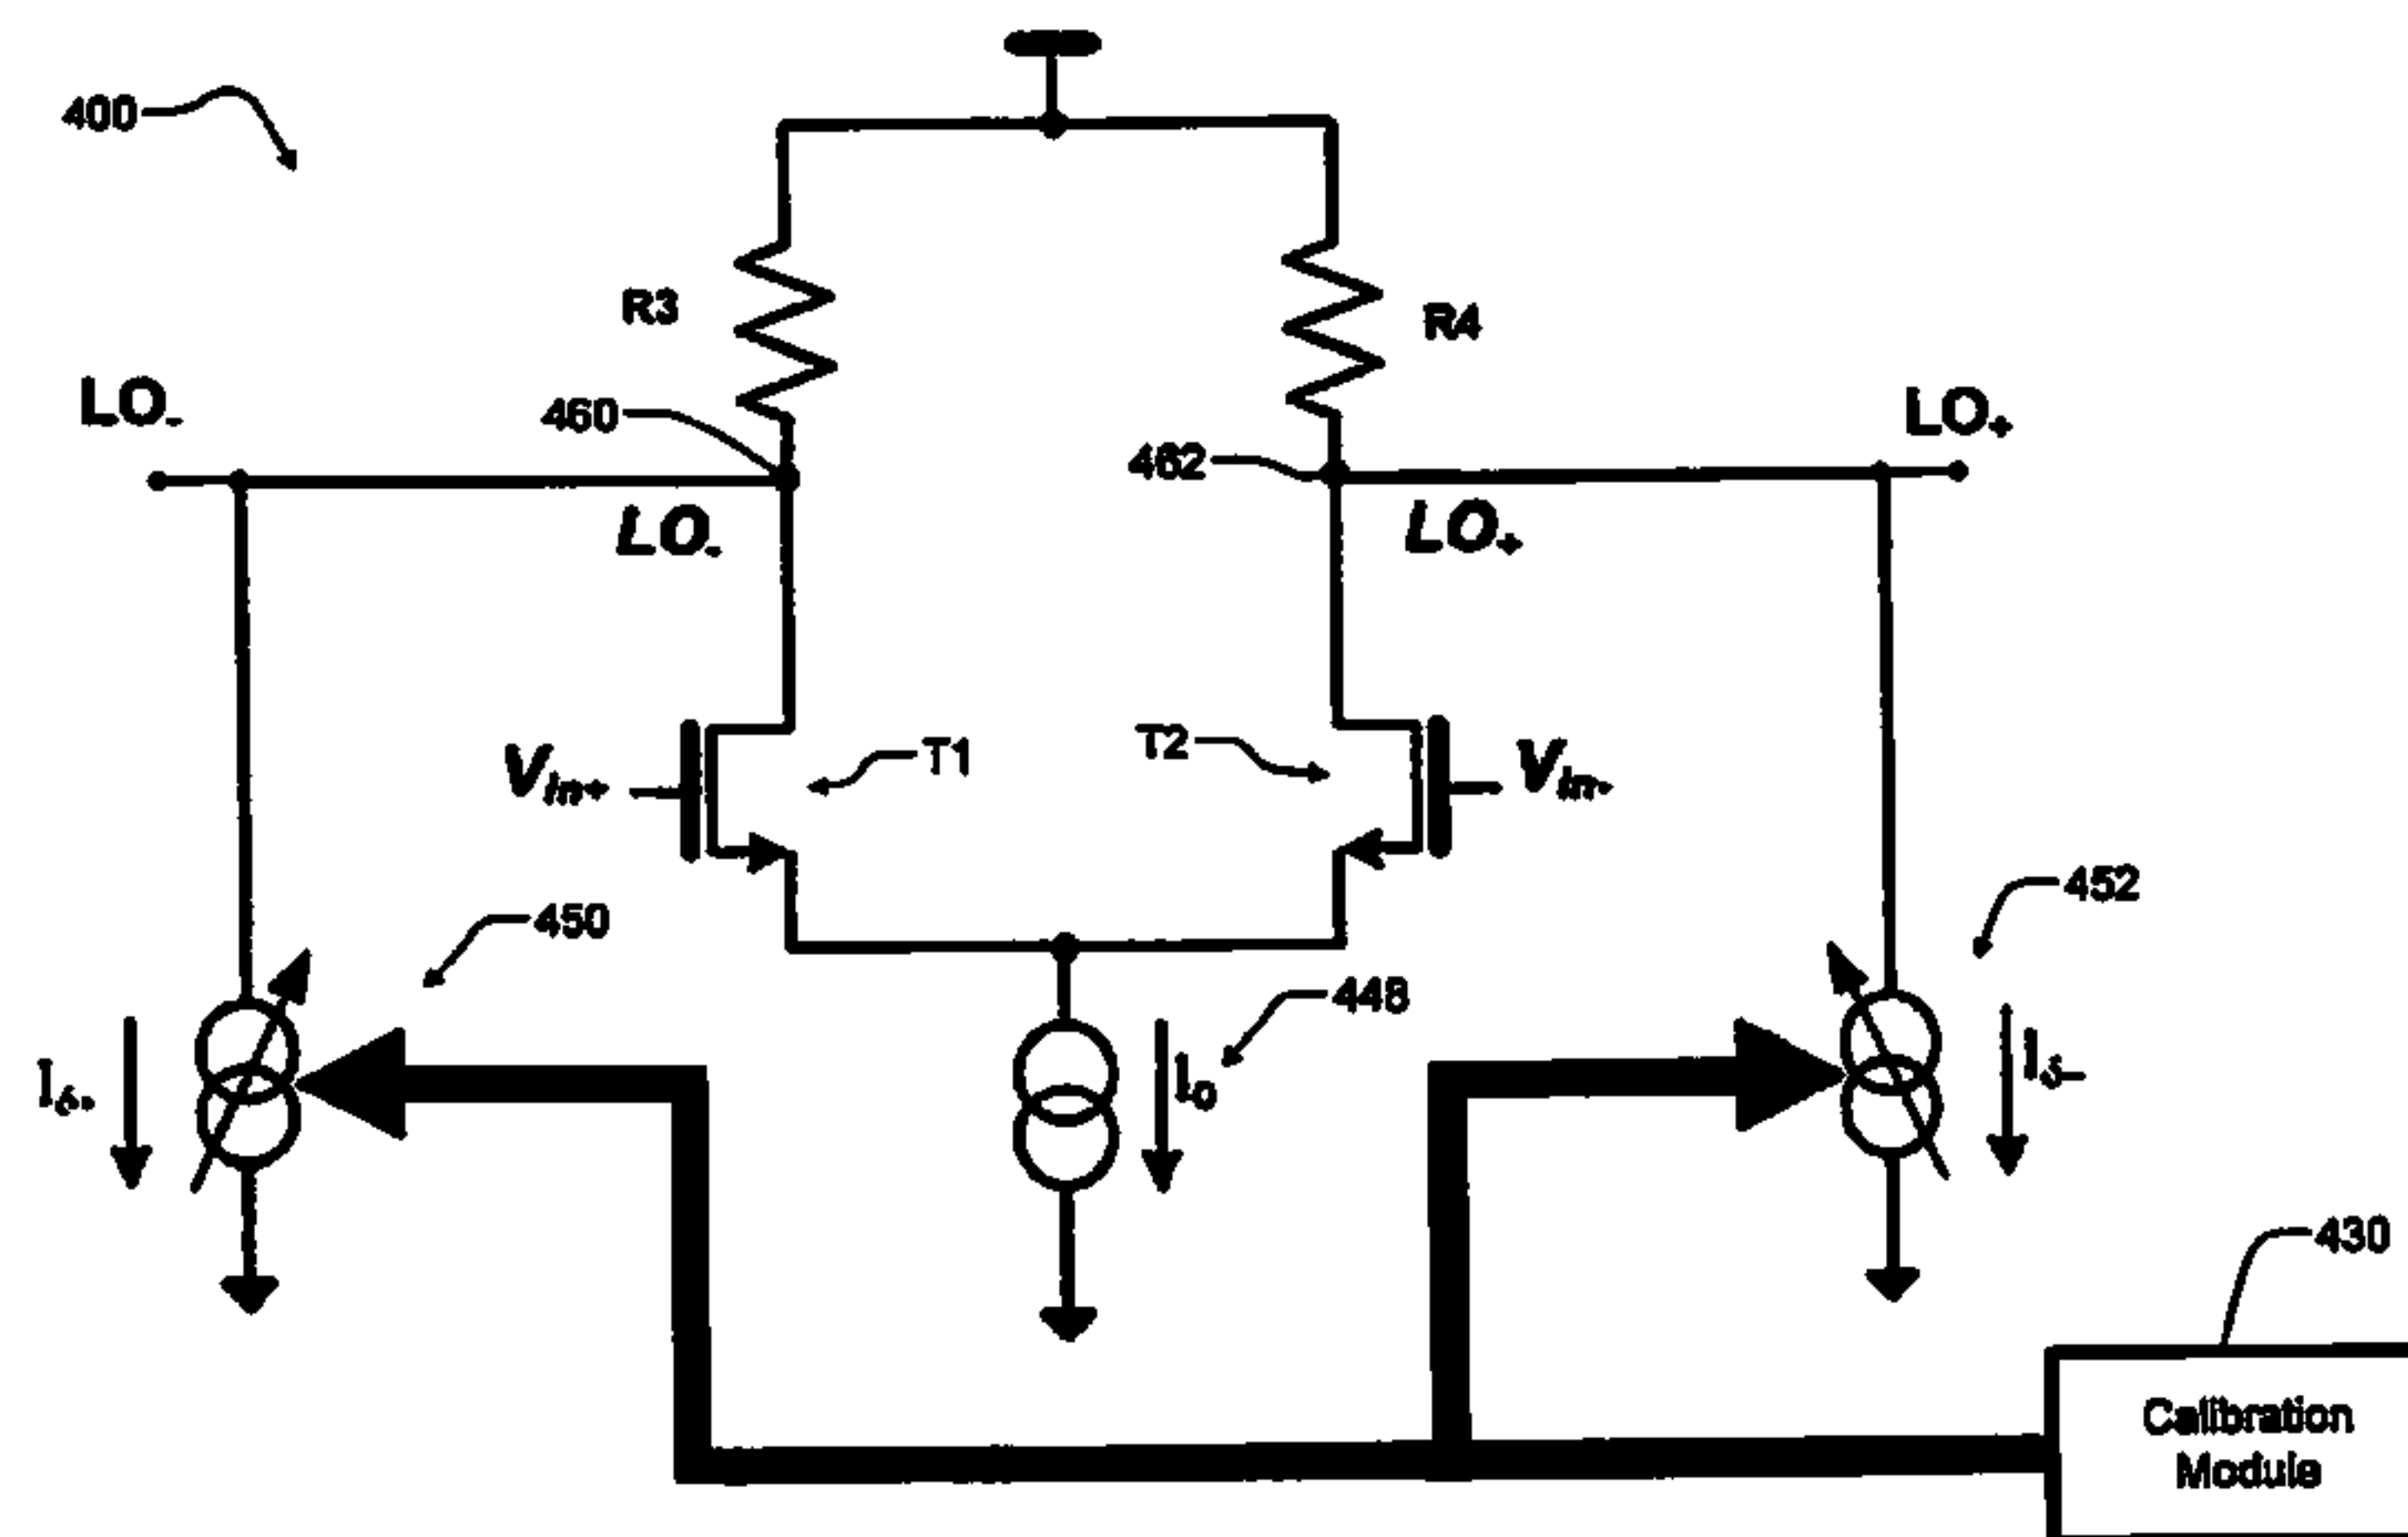 400
R3
R4
LO-
460
LO+
462
LO-
LO+
Vin+
T1
T2
Vin-
450
452
448
Iδ+
I0
Iδ-
430
Calibration
Module